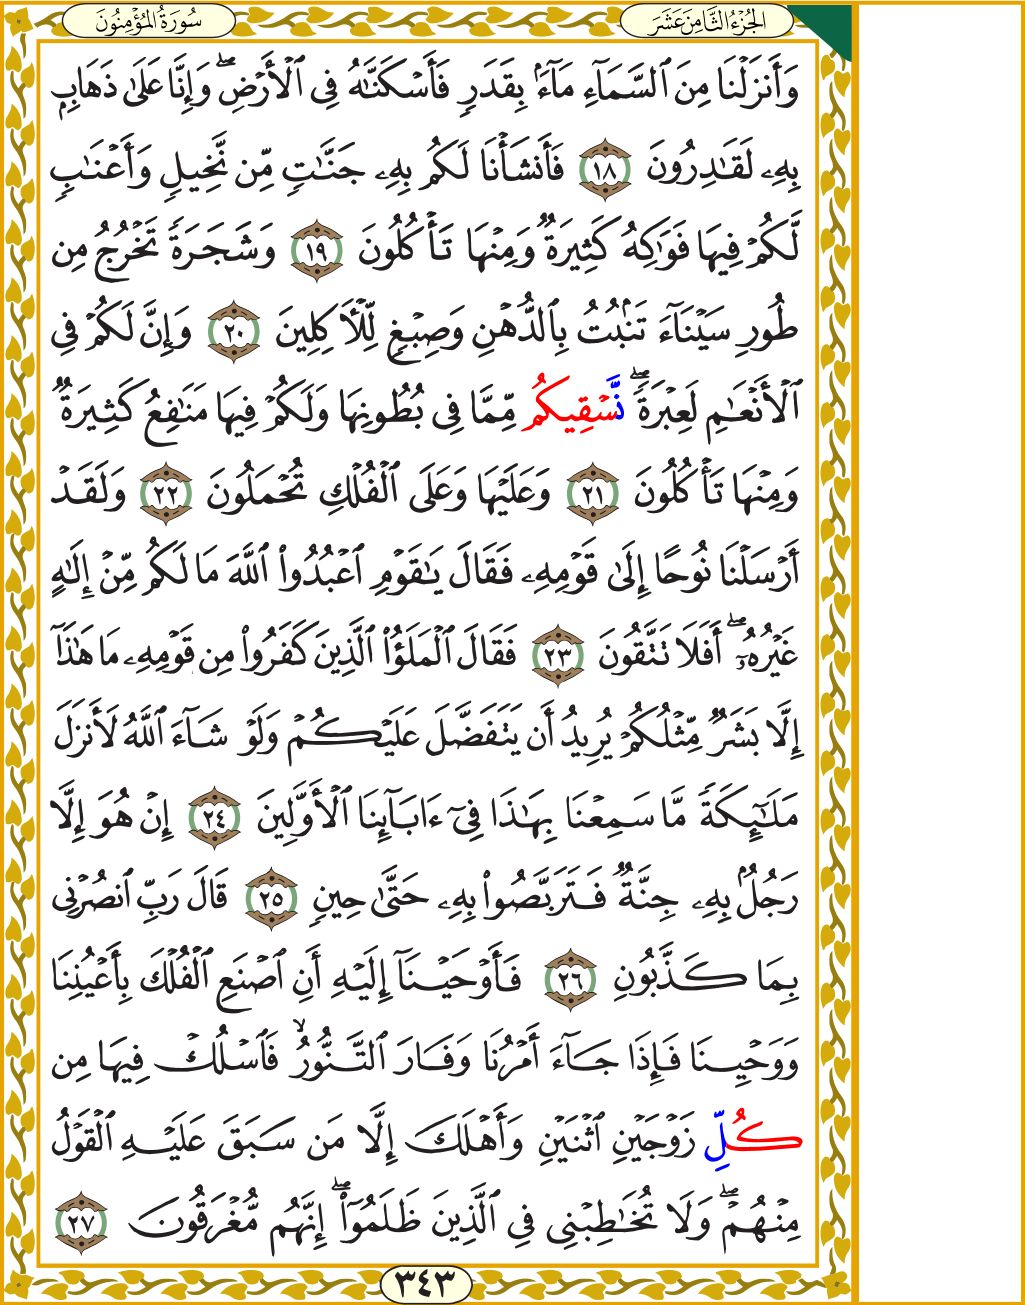 الجُزْءُ الثَّامِنَ عَشَرَ
سُورَةُ المُؤْمِنُونَ
وَأَنزَلْنَا مِنَ ٱلسَّمَآءِ مَآءَۢ بِقَدَرٖ فَأَسْكَنَّٰهُ فِي ٱلْأَرْضِۖ وَإِنَّا عَلَىٰ ذَهَابِۭ
بِهِۦ لَقَٰدِرُونَ ١٨ فَأَنشَأْنَا لَكُم بِهِۦ جَنَّٰتٖ مِّن نَّخِيلٖ وَأَعْنَٰبٖ
لَّكُمْ فِيهَا فَوَٰكِهُ كَثِيرَةٞ وَمِنْهَا تَأْكُلُونَ ١٩ وَشَجَرَةٗ تَخْرُجُ مِن
طُورِ سَيْنَآءَ تَنۢبُتُ بِٱلدُّهْنِ وَصِبْغٖ لِّلْأٓكِلِينَ ٢٠ وَإِنَّ لَكُمْ فِي
ٱلْأَنْعَٰمِ لَعِبْرَةٗۖ نَّسْقِيكُم مِّمَّا فِي بُطُونِهَا وَلَكُمْ فِيهَا مَنَٰفِعُ كَثِيرَةٞ
وَمِنْهَا تَأْكُلُونَ ٢١ وَعَلَيْهَا وَعَلَى ٱلْفُلْكِ تُحْمَلُونَ ٢٢ وَلَقَدْ
أَرْسَلْنَا نُوحًا إِلَىٰ قَوْمِهِۦ فَقَالَ يَٰقَوْمِ ٱعْبُدُواْ ٱللَّهَ مَا لَكُم مِّنْ إِلَٰهٍ
غَيْرُهُۥٓۖ أَفَلَا تَتَّقُونَ ٢٣ فَقَالَ ٱلْمَلَؤُاْ ٱلَّذِينَ كَفَرُواْ مِن قَوْمِهِۦ مَا هَٰذَآ
إِلَّا بَشَرٞ مِّثْلُكُمْ يُرِيدُ أَن يَتَفَضَّلَ عَلَيْكُمْ وَلَوْ شَآءَ ٱللَّهُ لَأَنزَلَ
مَلَٰٓئِكَةٗ مَّا سَمِعْنَا بِهَٰذَا فِيٓ ءَابَآئِنَا ٱلْأَوَّلِينَ ٢٤ إِنْ هُوَ إِلَّا
رَجُلُۢ بِهِۦ جِنَّةٞ فَتَرَبَّصُواْ بِهِۦ حَتَّىٰ حِينٖ ٢٥ قَالَ رَبِّ ٱنصُرْنِي
بِمَا كَذَّبُونِ ٢٦ فَأَوْحَيْنَآ إِلَيْهِ أَنِ ٱصْنَعِ ٱلْفُلْكَ بِأَعْيُنِنَا
وَوَحْيِنَا فَإِذَا جَآءَ أَمْرُنَا وَفَارَ ٱلتَّنُّورُۙ فَٱسْلُكْ فِيهَا مِن
كُلِّ زَوْجَيْنِ ٱثْنَيْنِ وَأَهْلَكَ إِلَّا مَن سَبَقَ عَلَيْهِ ٱلْقَوْلُ
مِنْهُمْۖ وَلَا تُخَٰطِبْنِي فِي ٱلَّذِينَ ظَلَمُوٓاْۖ إِنَّهُم مُّغْرَقُونَ ٢٧
٣٤٣